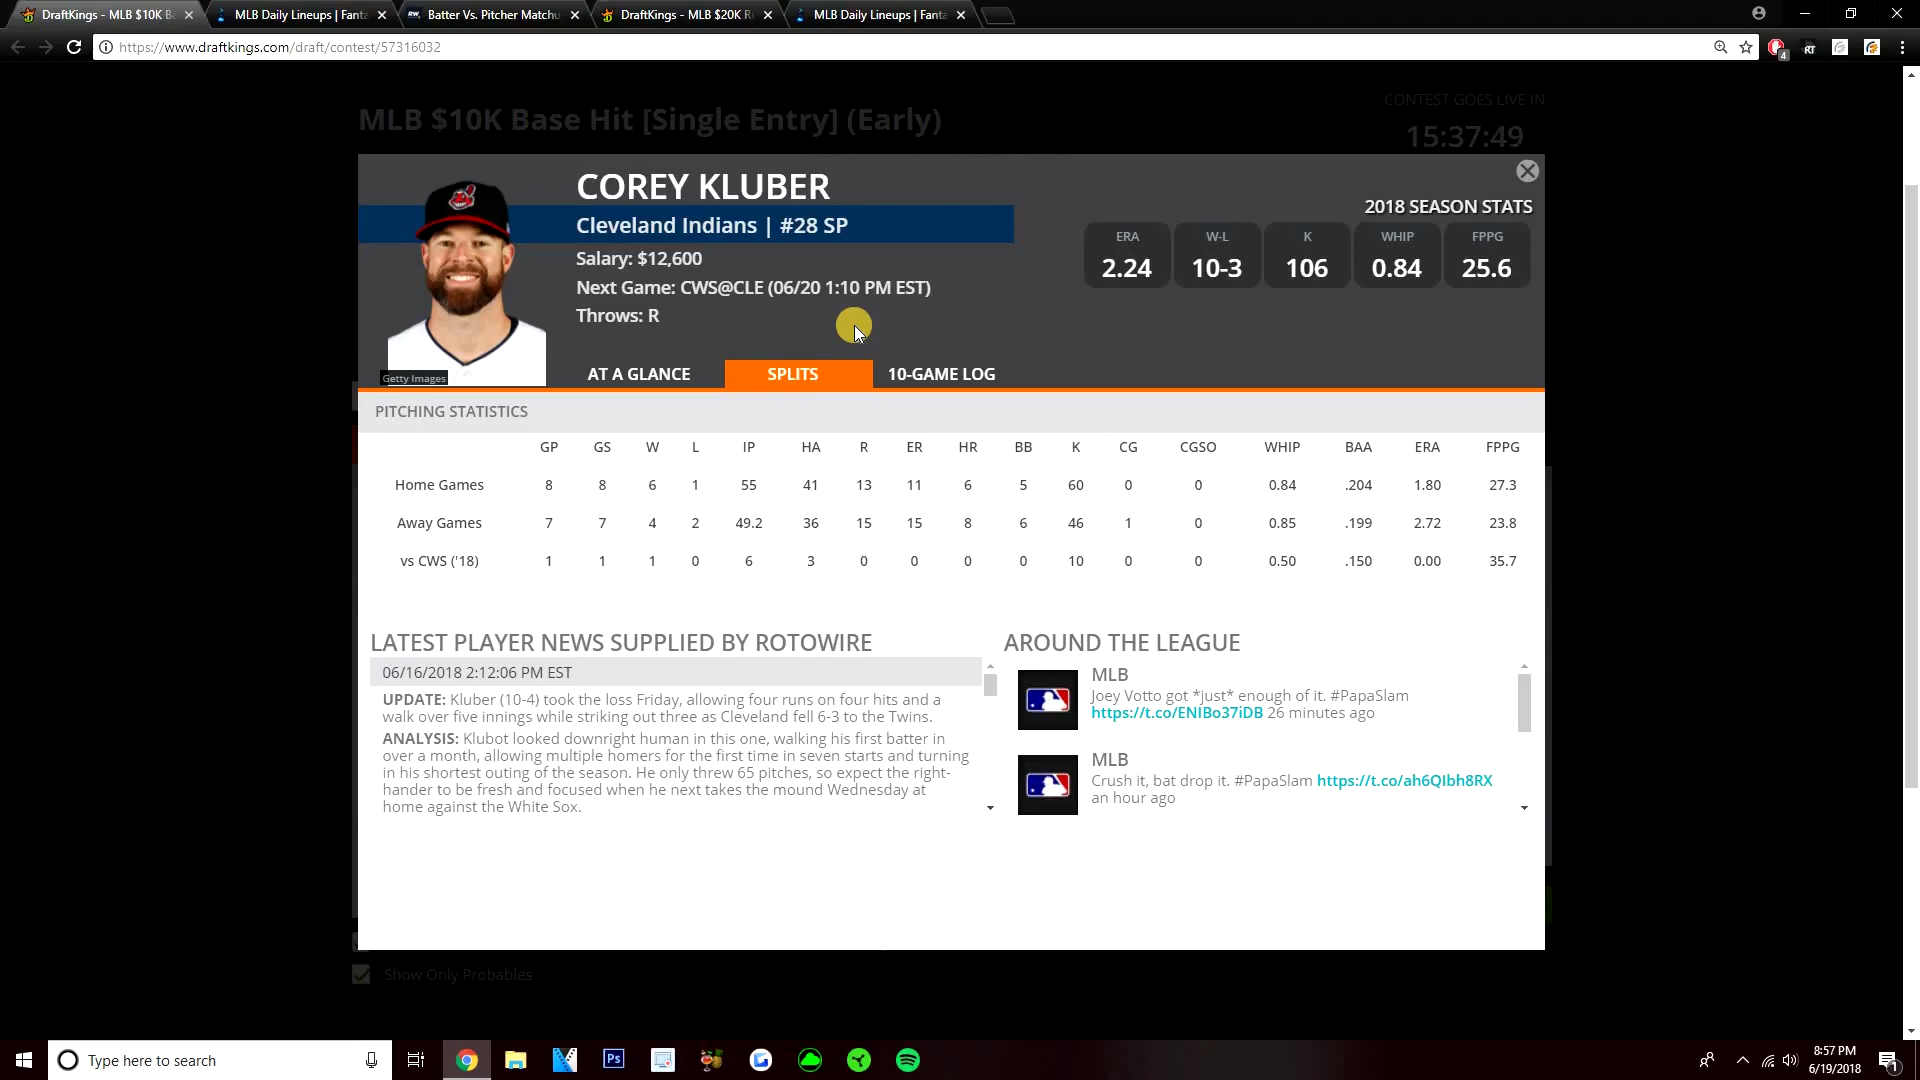 DraftKings - MLB $10K Ba
MLB Daily Lineups | Fanta
Batter Vs. Pitcher Matchu
DraftKings - MLB $20K R
MLB Daily Lineups | Fanta
https://www.draftkings.com/draft/contest/57316032
4
RT
MLB $10K Base Hit [Single Entry] (Early)
CONTEST GOES LIVE IN
15:37:49
COREY KLUBER
Cleveland Indians | #28 SP
Salary: $12,600
Next Game: CWS@CLE (06/20 1:10 PM EST)
Throws: R
Getty Images
2018 SEASON STATS
ERA W-L K WHIP FPPG
2.24 10-3 106 0.84 25.6
AT A GLANCE SPLITS 10-GAME LOG
PITCHING STATISTICS
GP GS W L IP HA R ER HR BB K CG CGSO WHIP BAA ERA FPPG
Home Games 8 8 6 1 55 41 13 11 6 5 60 0 0 0.84 .204 1.80 27.3
Away Games 7 7 4 2 49.2 36 15 15 8 6 46 1 0 0.85 .199 2.72 23.8
vs CWS ('18) 1 1 1 0 6 3 0 0 0 0 10 0 0 0.50 .150 0.00 35.7
LATEST PLAYER NEWS SUPPLIED BY ROTOWIRE
06/16/2018 2:12:06 PM EST
UPDATE: Kluber (10-4) took the loss Friday, allowing four runs on four hits and a
walk over five innings while striking out three as Cleveland fell 6-3 to the Twins.
ANALYSIS: Klubot looked downright human in this one, walking his first batter in
over a month, allowing multiple homers for the first time in seven starts and turning
in his shortest outing of the season. He only threw 65 pitches, so expect the right-
hander to be fresh and focused when he next takes the mound Wednesday at
home against the White Sox.
AROUND THE LEAGUE
MLB
Joey Votto got *just* enough of it. #PapaSlam
https://t.co/ENIBo37iDB 26 minutes ago
MLB
Crush it, bat drop it. #PapaSlam https://t.co/ah6QIbh8RX
an hour ago
Show Only Probables
Type here to search
Ps
8:57 PM
6/19/2018
1